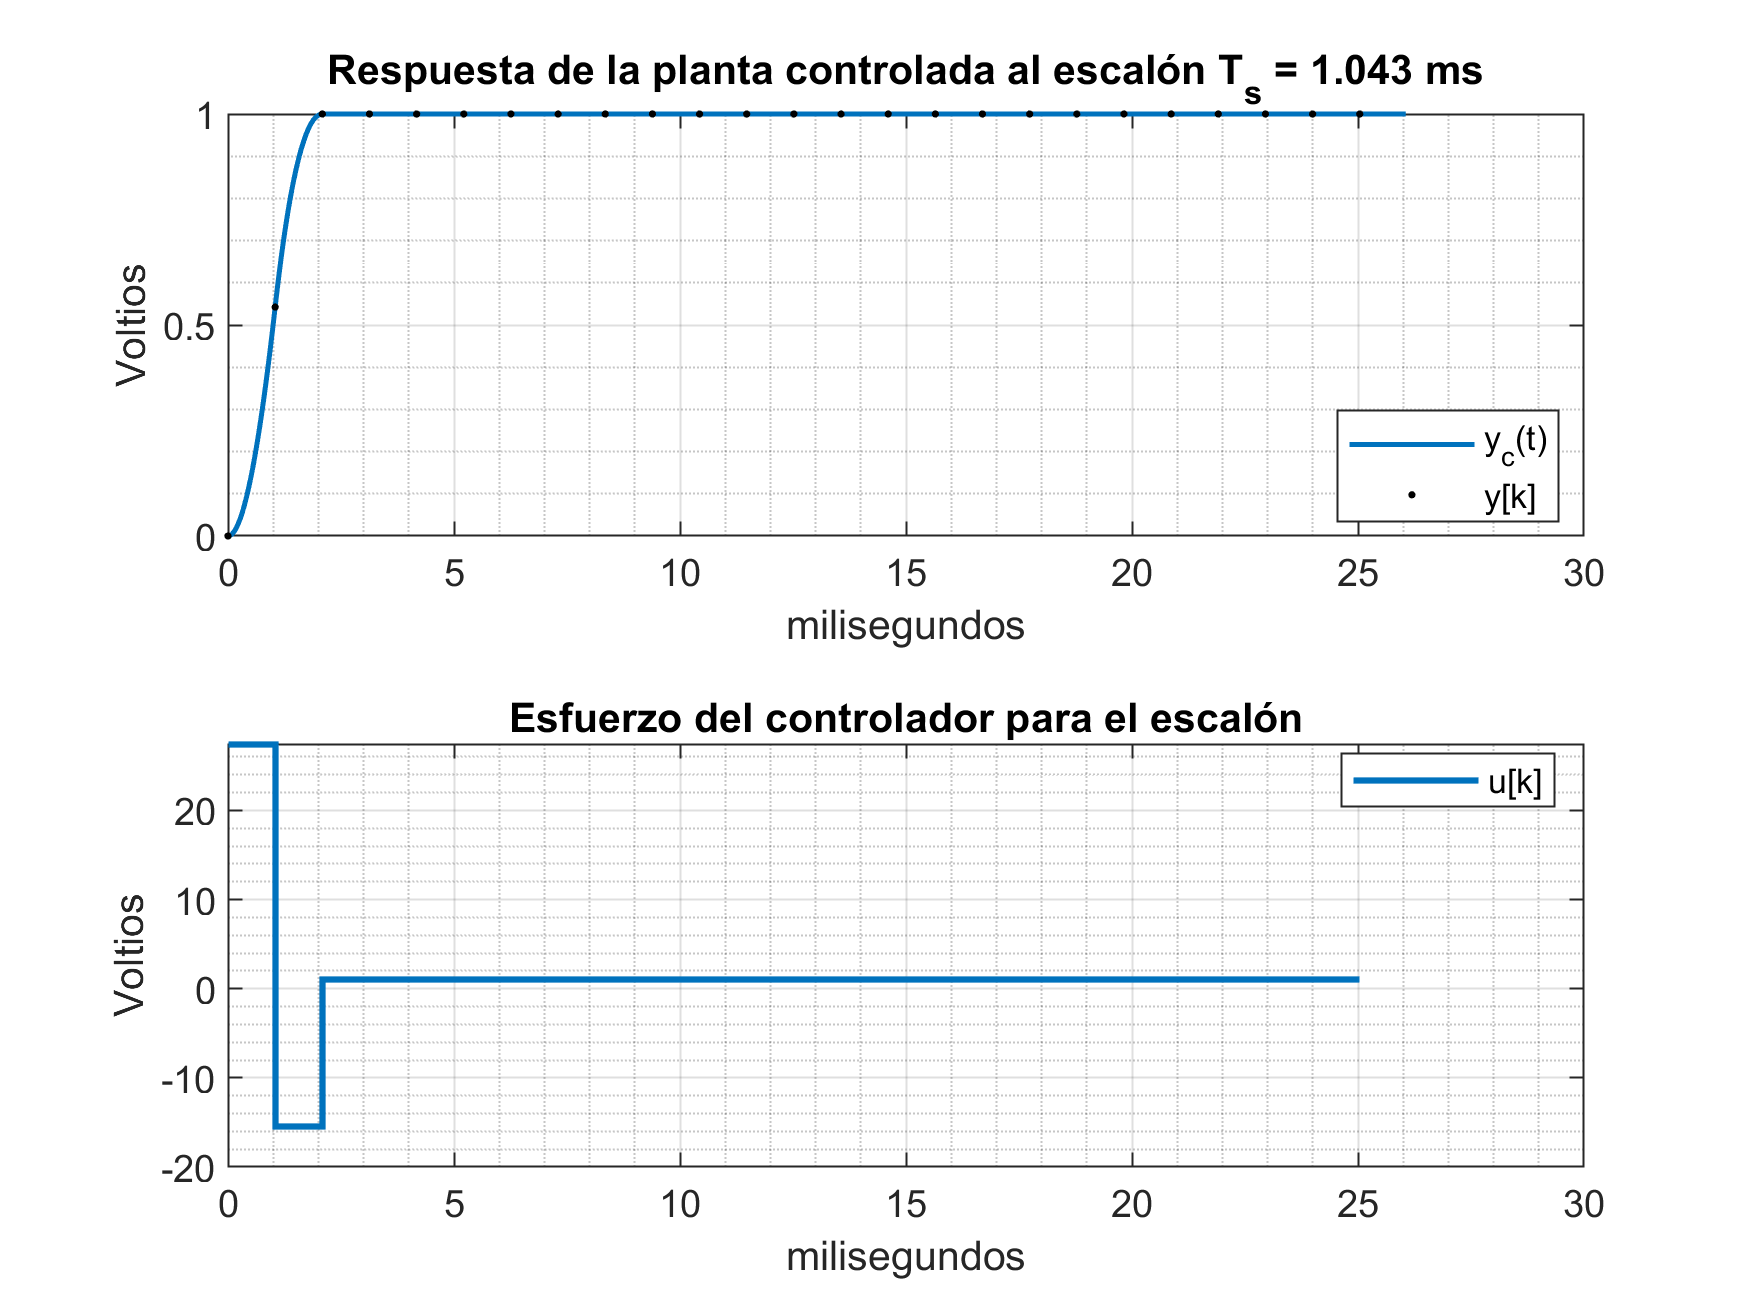 Respuesta de la planta controlada al escalón Ts = 1.043 ms
1
0.5
0
Voltios
yc(t)
y[k]
0 5 10 15 20 25 30
milisegundos
Esfuerzo del controlador para el escalón
u[k]
20
10
0
-10
-20
Voltios
0 5 10 15 20 25 30
milisegundos